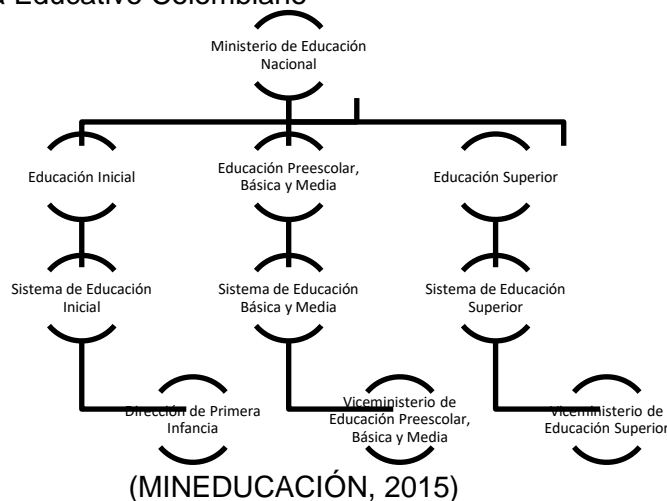 Educativo Colombiano
Ministerio de Educación
Nacional
Educación Inicial
Educación Preescolar,
Básica y Media
Educación Superior
Sistema de Educación
Inicial
Sistema de Educación
Básica y Media
Sistema de Educación
Superior
Dirección de Primera
Infancia
Viceministerio de
Educación Preescolar,
Básica y Media
Viceministerio de
Educación Superior
(MINEDUCACIÓN, 2015)